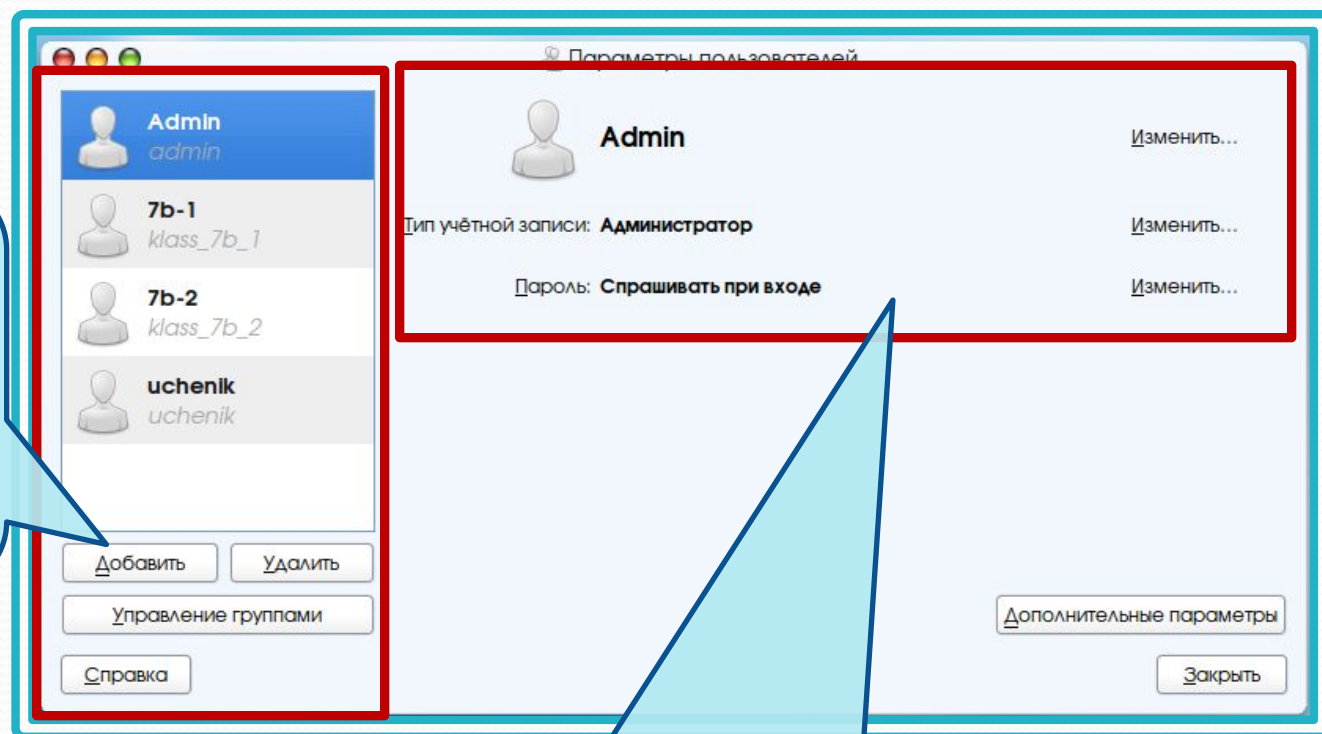 Параметры пользователей
Admin
admin
7b-1
klass_7b_1
7b-2
klass_7b_2
uchenik
uchenik
Добавить
Удалить
Управление группами
Справка
Admin
Изменить...
Тип учётной записи: Администратор
Изменить...
Пароль: Спрашивать при входе
Изменить...
Дополнительные параметры
Закрыть